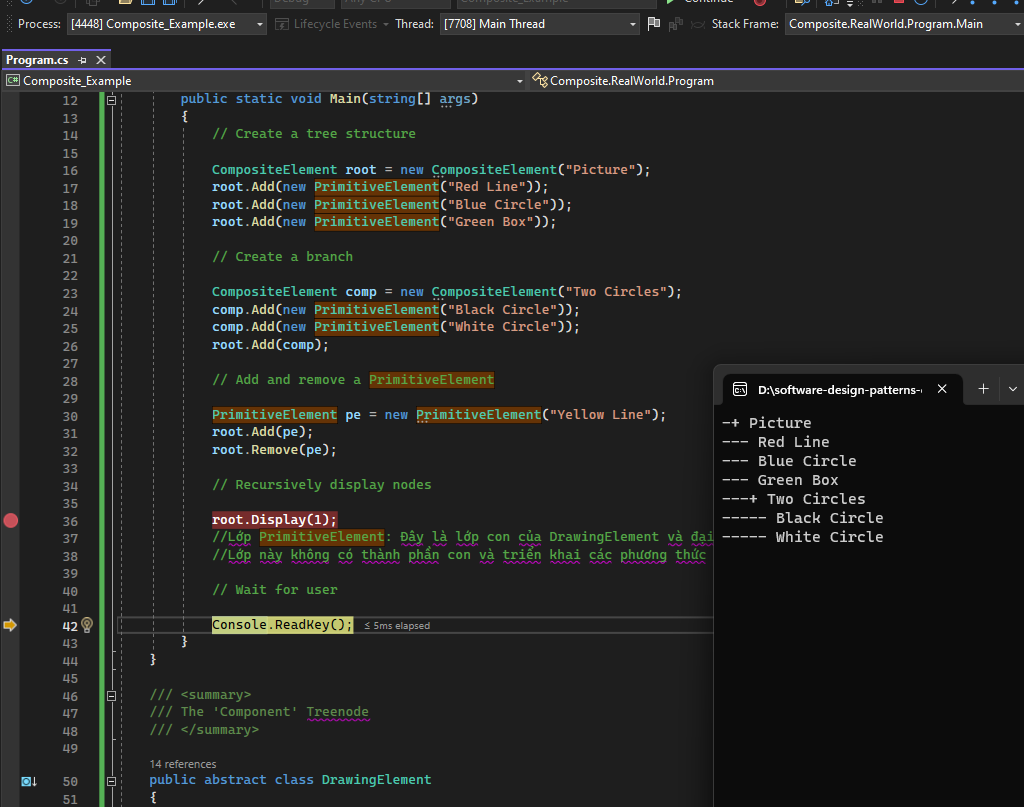 Continue
Process: [4448] Composite_Example.exe Lifecycle Events Thread: [7708] Main Thread Stack Frame: Composite.RealWorld.Program.Main
Program.cs
C# Composite_Example Composite.RealWorld.Program
12 public static void Main(string[] args)
13 {
14 // Create a tree structure
15
16 CompositeElement root = new CompositeElement("Picture");
17 root.Add(new PrimitiveElement("Red Line"));
18 root.Add(new PrimitiveElement("Blue Circle"));
19 root.Add(new PrimitiveElement("Green Box"));
20
21 // Create a branch
22
23 CompositeElement comp = new CompositeElement("Two Circles");
24 comp.Add(new PrimitiveElement("Black Circle"));
25 comp.Add(new PrimitiveElement("White Circle"));
26 root.Add(comp);
27
28 // Add and remove a PrimitiveElement
29
30 PrimitiveElement pe = new PrimitiveElement("Yellow Line");
31 root.Add(pe);
32 root.Remove(pe);
33
34 // Recursively display nodes
35
36 root.Display(1);
37 //Lớp PrimitiveElement: Đây là lớp con của DrawingElement và đại
38 //Lớp này không có thành phần con và triển khai các phương thức
39
40 // Wait for user
41
42 Console.ReadKey(); ≤ 5ms elapsed
43 }
44 }
45
46 /// <summary>
47 /// The 'Component' Treenode
48 /// </summary>
49
14 references
50 public abstract class DrawingElement
51 {
D:\software-design-patterns-
-+ Picture
--- Red Line
--- Blue Circle
--- Green Box
---+ Two Circles
----- Black Circle
----- White Circle